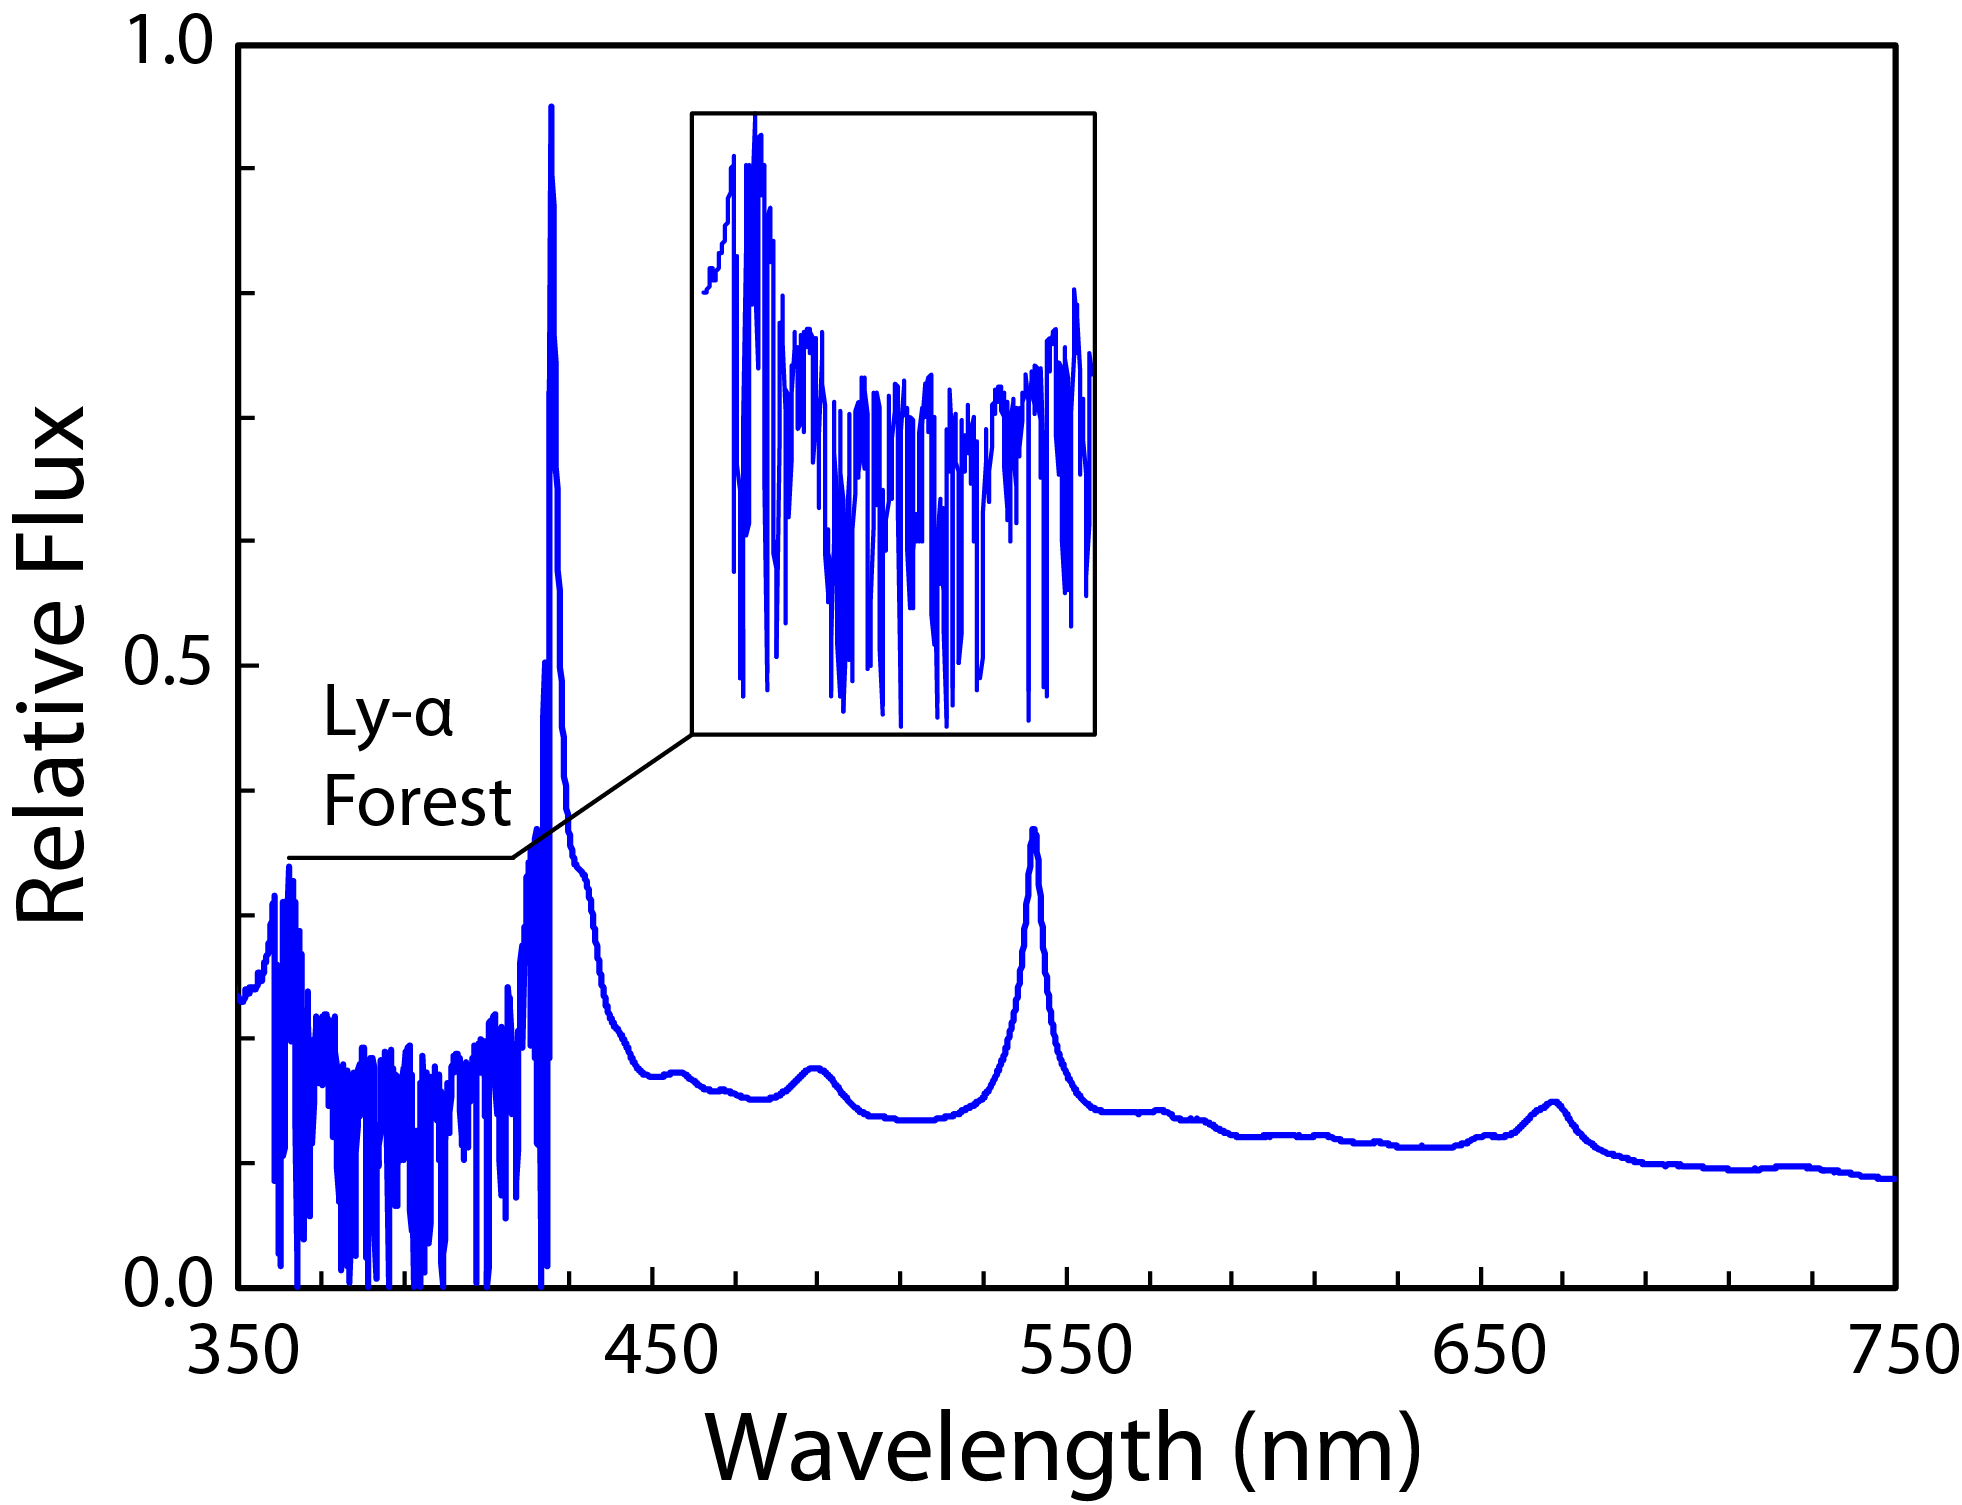 1.0
0.5
0.0
Relative Flux
Ly-α
Forest
350 450 550 650 750
Wavelength (nm)